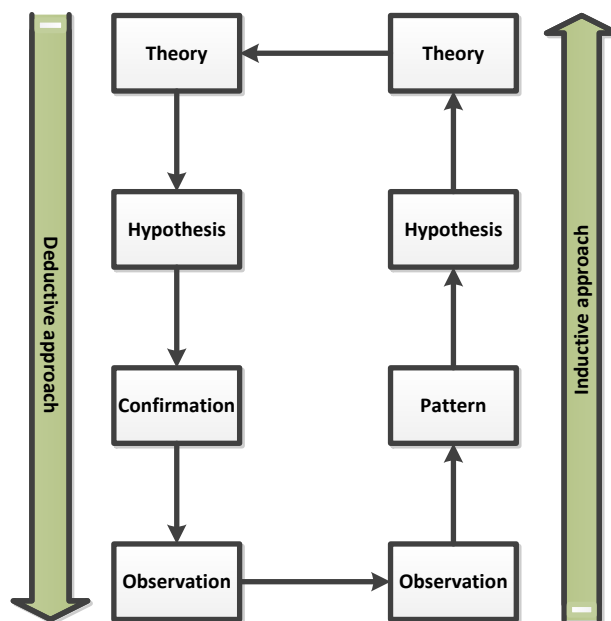 Theory
Theory
Hypothesis
Hypothesis
Deductive approach
Inductive approach
Confirmation
Pattern
Observation
Observation